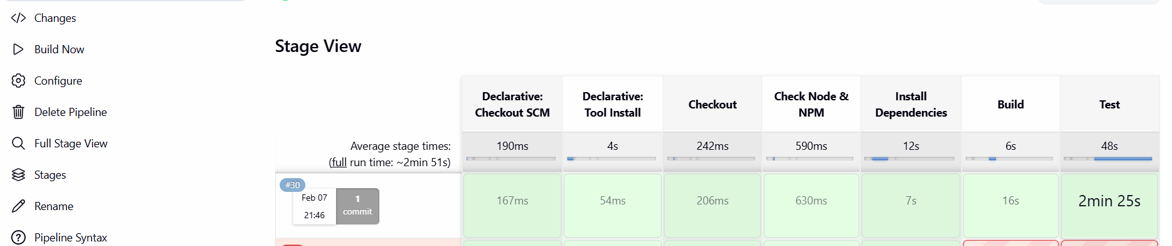 Changes
Build Now
Configure
Delete Pipeline
Full Stage View
Stages
Rename
Pipeline Syntax
Stage View
Declarative: Checkout SCM
Declarative: Tool Install
Checkout
Check Node & NPM
Install Dependencies
Build
Test
Average stage times:
(full run time: ~2min 51s)
190ms
4s
242ms
590ms
12s
6s
48s
#30
Feb 07
21:46
1
commit
167ms
54ms
206ms
630ms
7s
16s
2min 25s